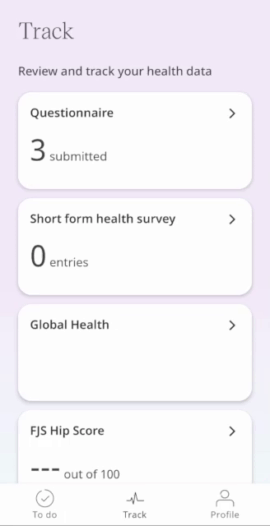 Track
Review and track your health data
Questionnaire
3 submitted
Short form health survey
0 entries
Global Health
FJS Hip Score
--- out of 100
To do
Track
Profile